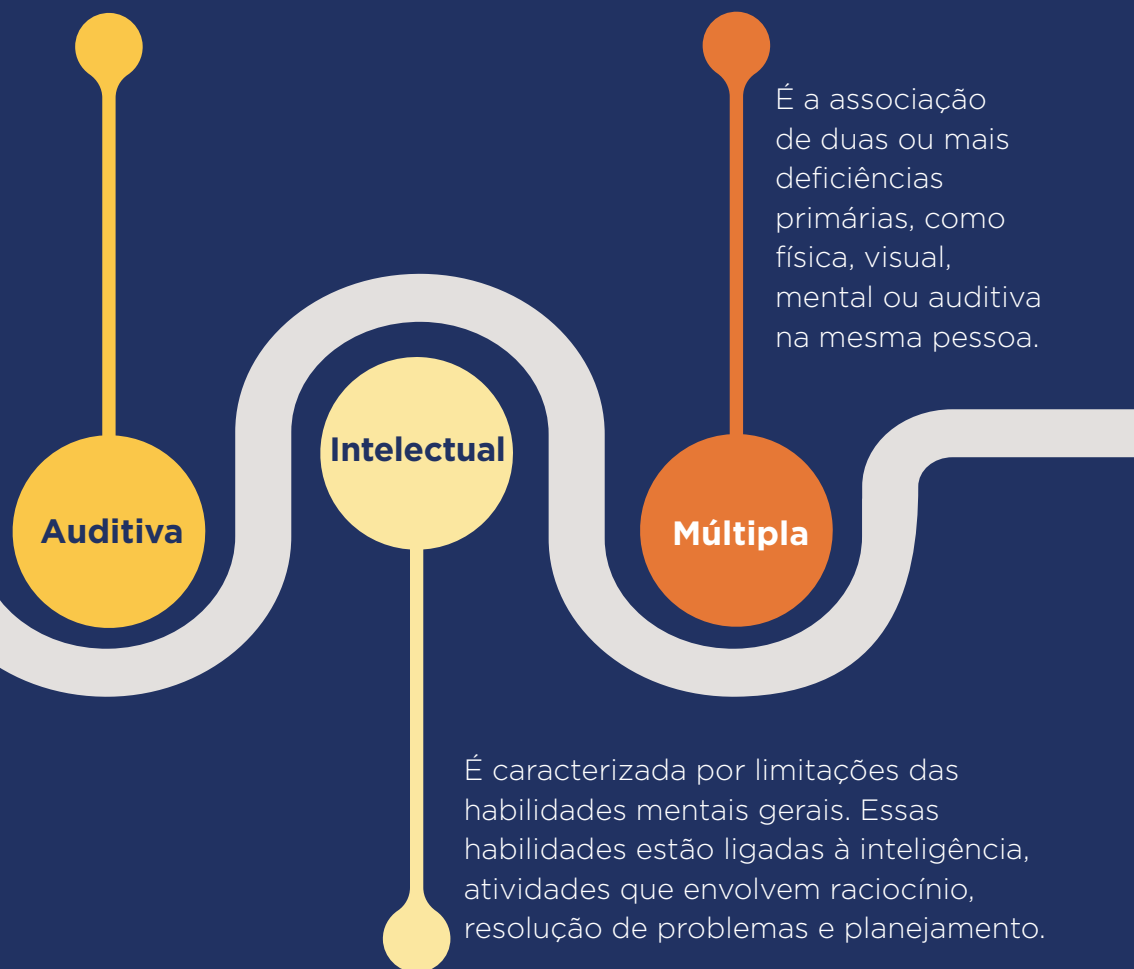 É a associação
de duas ou mais
deficiências
primárias, como
física, visual,
mental ou auditiva
na mesma pessoa.
Intelectual
Auditiva
Múltipla
É caracterizada por limitações das
habilidades mentais gerais. Essas
habilidades estão ligadas à inteligência,
atividades que envolvem raciocínio,
resolução de problemas e planejamento.